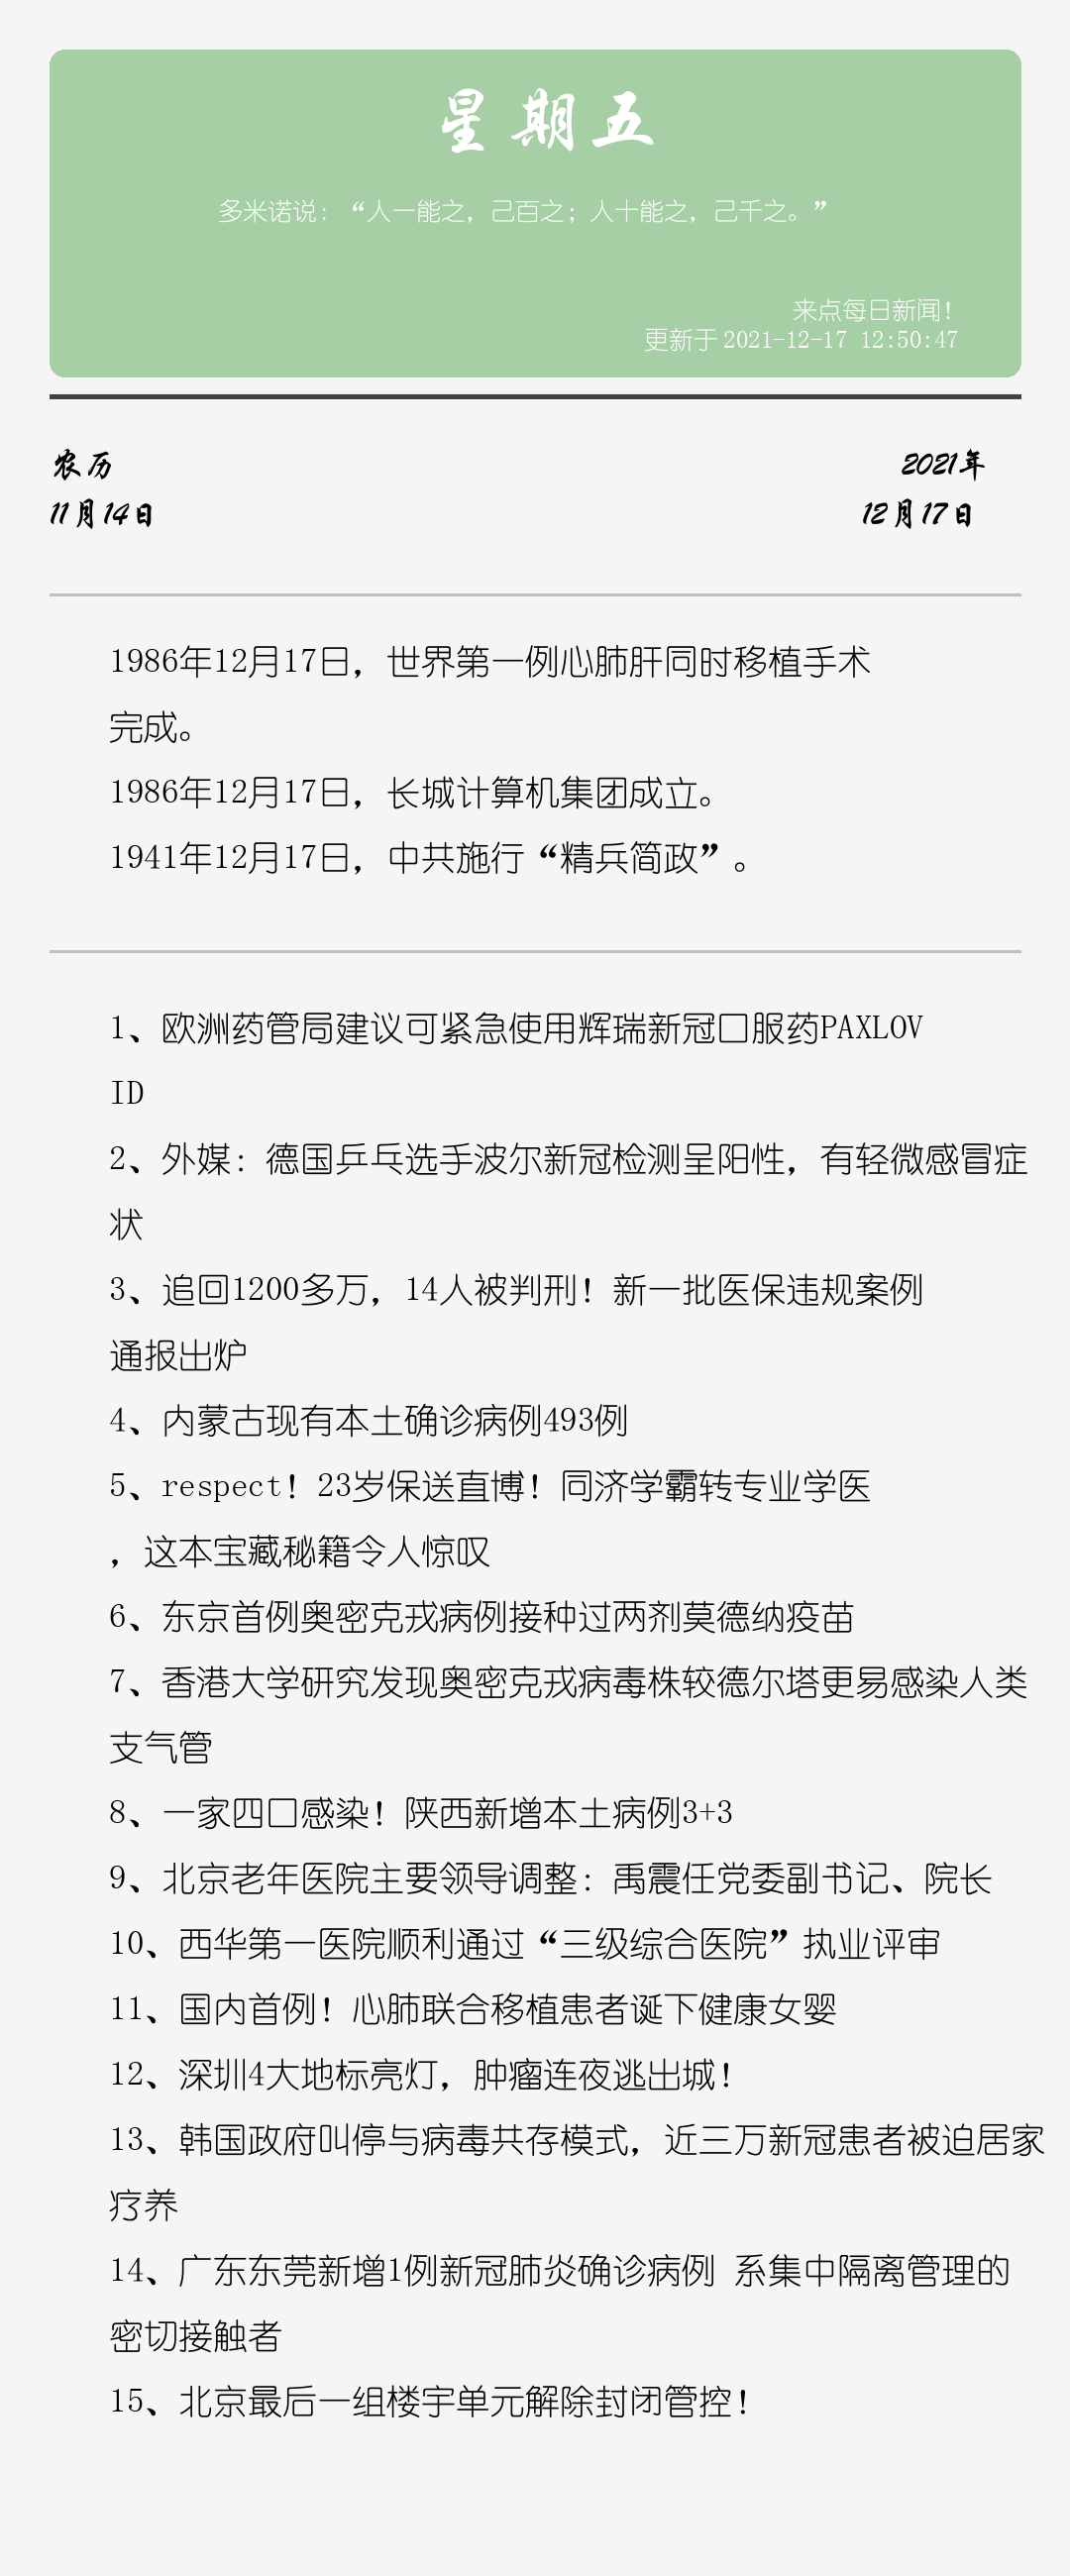 星期五
多米诺说：“人一能之，己百之；人十能之，己千之。”
来点每日新闻！
更新于 2021-12-17 12:50:47
农历
2021年
11月14日
12月17日
1986年12月17日，世界第一例心肺肝同时移植手术
完成。
1986年12月17日，长城计算机集团成立。
1941年12月17日，中共施行“精兵简政”。
1、欧洲药管局建议可紧急使用辉瑞新冠口服药PAXLOV
ID
2、外媒：德国乒乓选手波尔新冠检测呈阳性，有轻微感冒症
状
3、追回1200多万，14人被判刑！新一批医保违规案例
通报出炉
4、内蒙古现有本土确诊病例493例
5、respect！23岁保送直博！同济学霸转专业学医
，这本宝藏秘籍令人惊叹
6、东京首例奥密克戎病例接种过两剂莫德纳疫苗
7、香港大学研究发现奥密克戎病毒株较德尔塔更易感染人类
支气管
8、一家四口感染！陕西新增本土病例3+3
9、北京老年医院主要领导调整：禹震任党委副书记、院长
10、西华第一医院顺利通过“三级综合医院”执业评审
11、国内首例！心肺联合移植患者诞下健康女婴
12、深圳4大地标亮灯，肿瘤连夜逃出城！
13、韩国政府叫停与病毒共存模式，近三万新冠患者被迫居家
疗养
14、广东东莞新增1例新冠肺炎确诊病例 系集中隔离管理的
密切接触者
15、北京最后一组楼宇单元解除封闭管控！